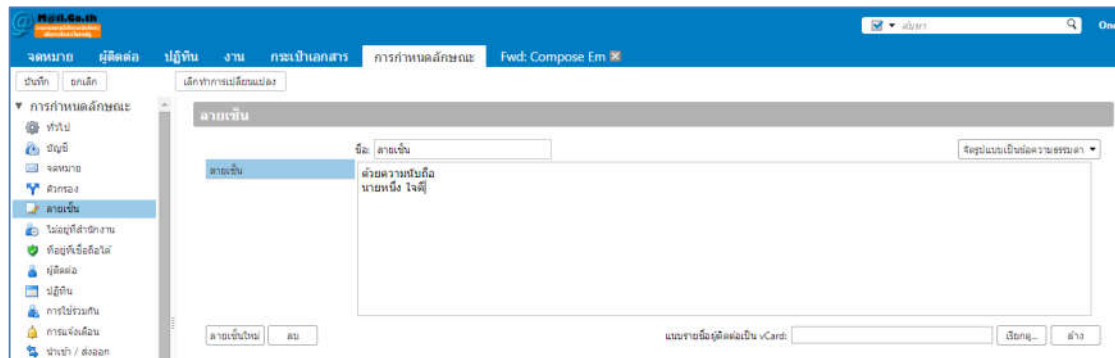 M@il.Go.th
ค้นหา
One
จดหมาย ผู้ติดต่อ ปฏิทิน งาน กระเป๋าเอกสาร การกำหนดลักษณะ Fwd: Compose Em
บันทึก ยกเลิก เลิกทำการเปลี่ยนแปลง
การกำหนดลักษณะ
ทั่วไป
บัญชี
จดหมาย
ตัวกรอง
ลายเซ็น
ไม่อยู่ที่สำนักงาน
ที่อยู่ที่เชื่อถือได้
ผู้ติดต่อ
ปฏิทิน
การใช้ร่วมกัน
การแจ้งเตือน
นำเข้า / ส่งออก
ลายเซ็น
ชื่อ: ลายเซ็น
จัดรูปแบบเป็นข้อความธรรมดา
ลายเซ็น
ด้วยความนับถือ
นายหนึ่ง ใจดี
ลายเซ็นใหม่ ลบ
แนบรายชื่อผู้ติดต่อเป็น vCard: เรียกดู... ล้าง